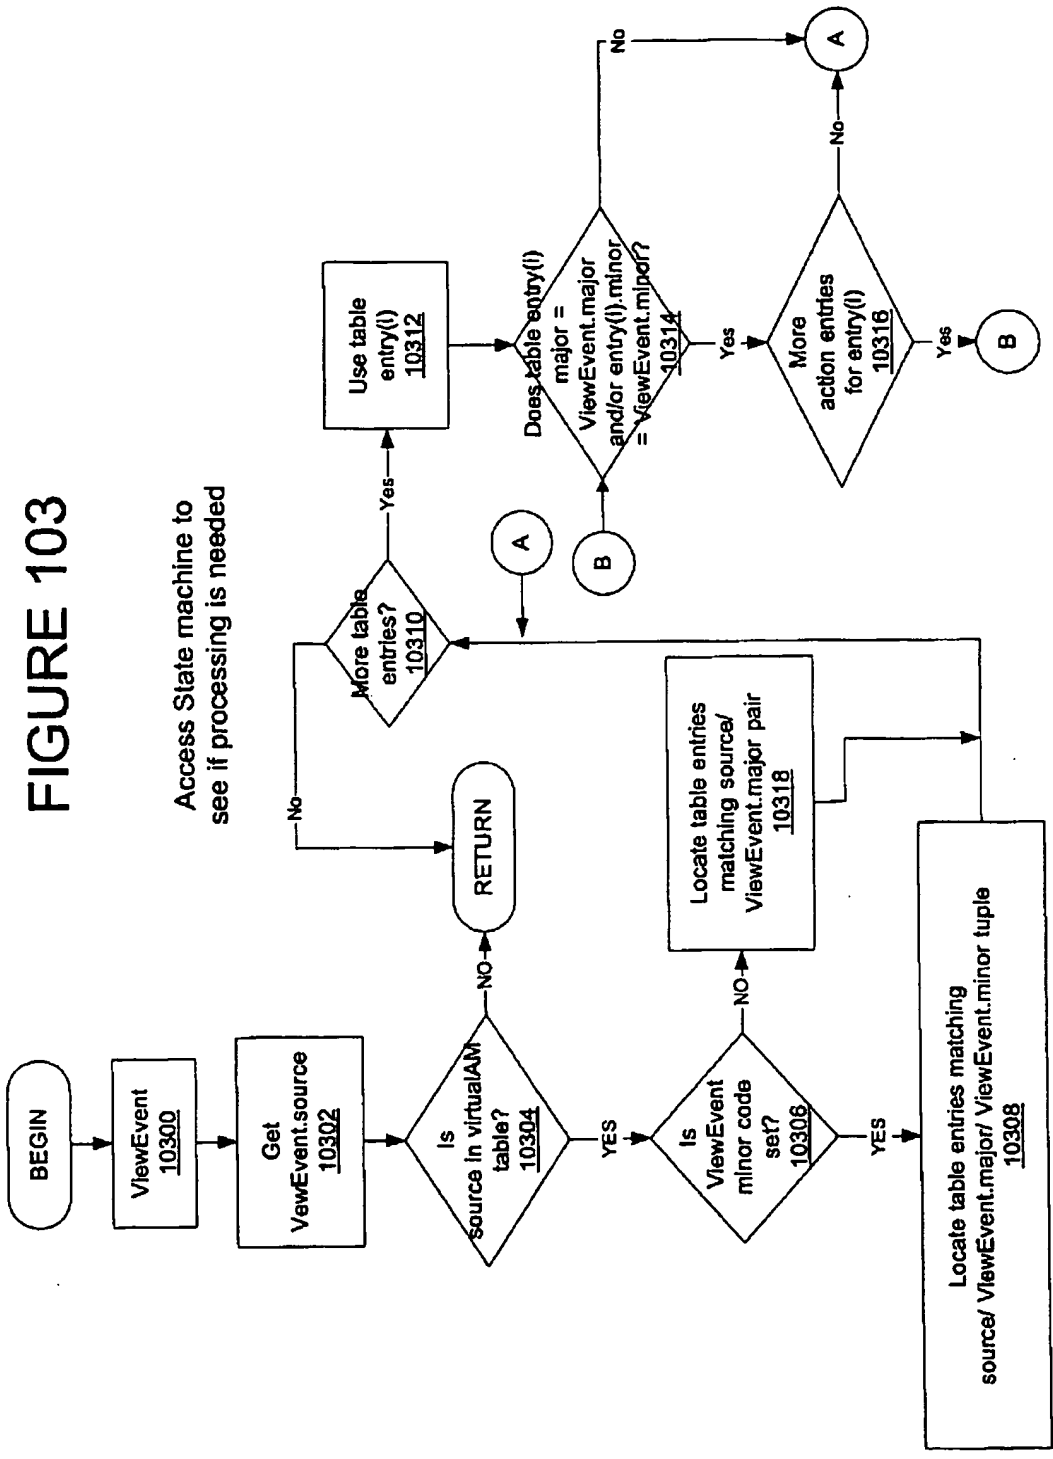 FIGURE 103
Access State machine to
see if processing is needed
BEGIN
ViewEvent
10300
Get
VewEvent.source
10302
Is
source in virtualAM
table?
10304
NO
RETURN
YES
Is
ViewEvent
minor code
set?
10306
NO
Locate table entries
matching source/
ViewEvent.major pair
10318
YES
Locate table entries matching
source/ ViewEvent.major/ ViewEvent.minor tuple
10308
No
More table
entries?
10310
Yes
A
Use table
entry(i)
10312
B
Does table entry(i)
major =
ViewEvent.major
and/or entry(i).minor
= ViewEvent.minor?
10314
No
A
Yes
More
action entries
for entry(i)
10316
No
Yes
B